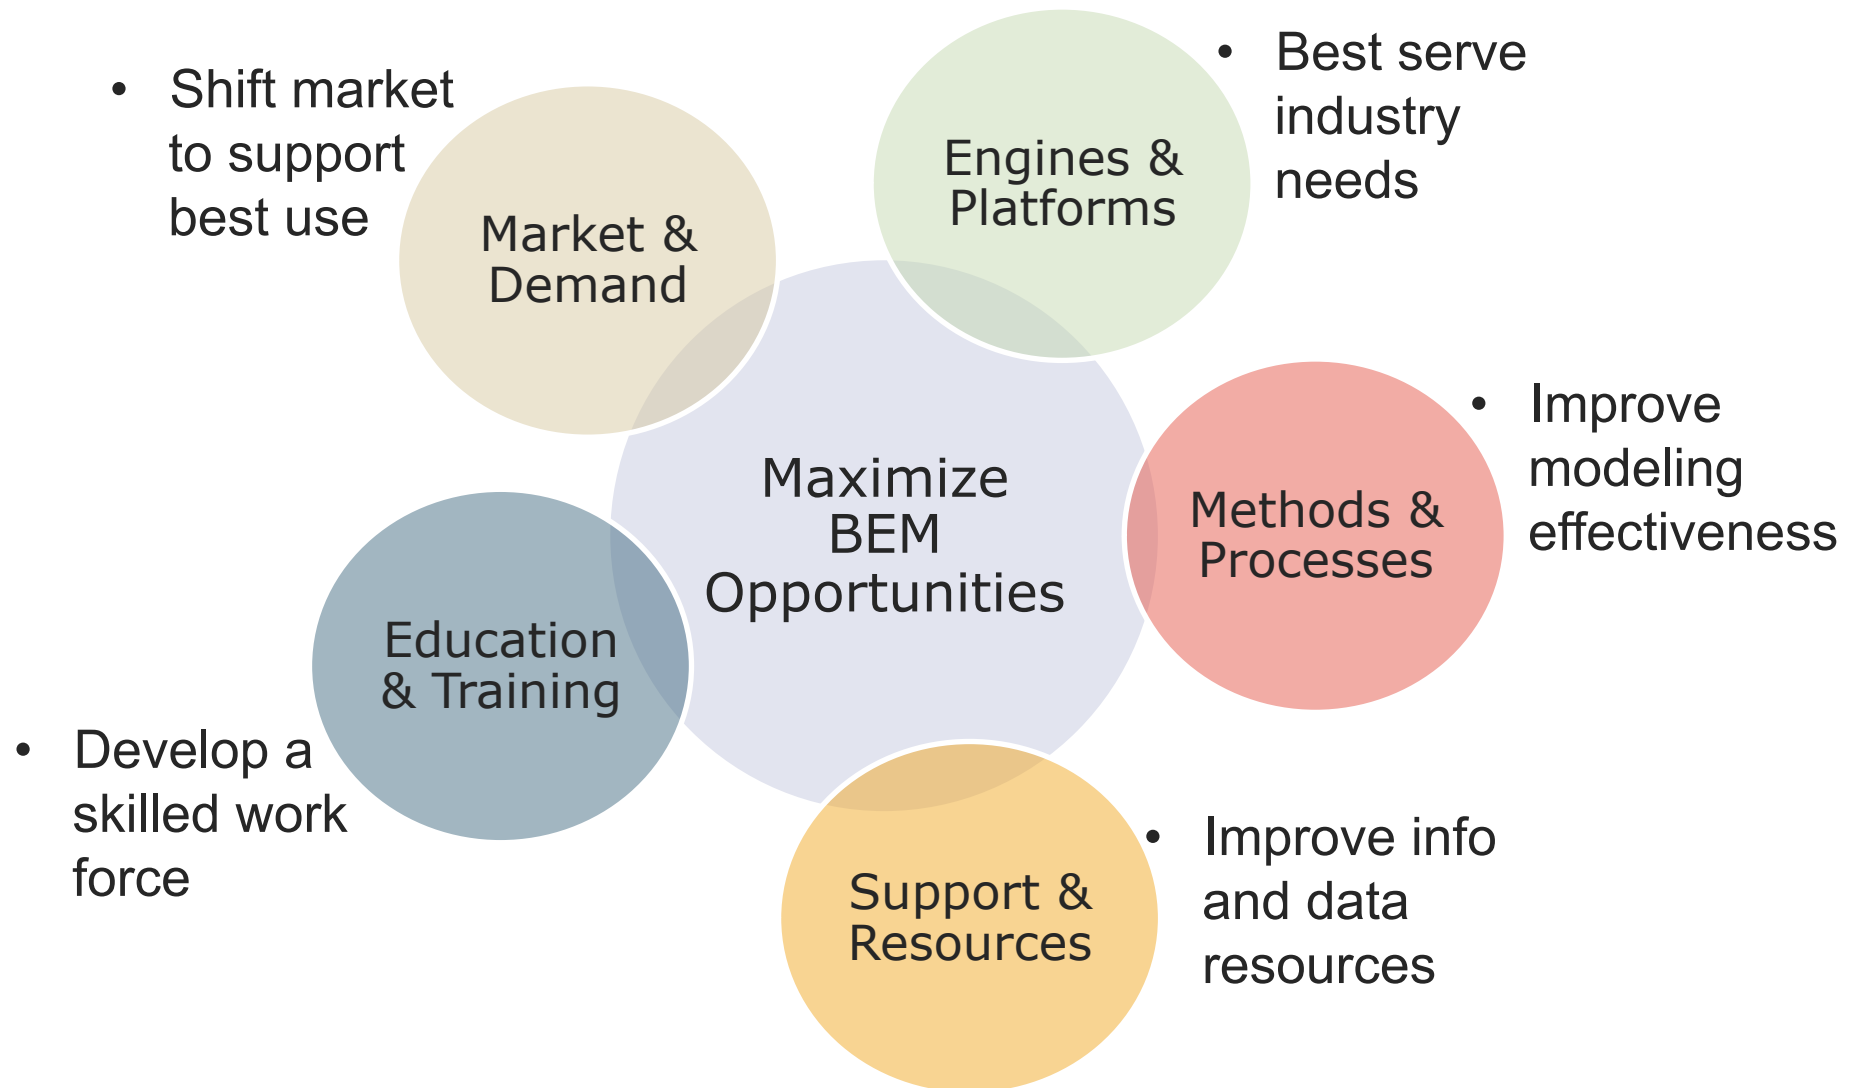 • Shift market
to support
best use
Market &
Demand
Engines &
Platforms
• Best serve
industry
needs
Maximize
BEM
Opportunities
Methods &
Processes
• Improve
modeling
effectiveness
Education
& Training
• Develop a
skilled work
force
Support &
Resources
• Improve info
and data
resources